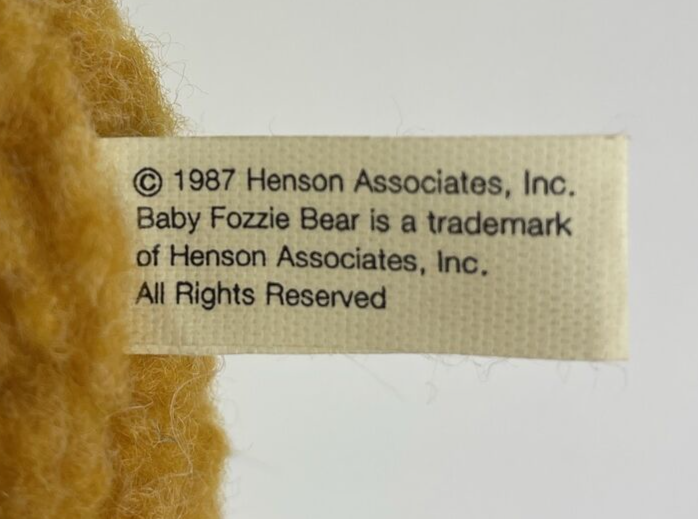 © 1987 Henson Associates, Inc.
Baby Fozzie Bear is a trademark
of Henson Associates, Inc.
All Rights Reserved